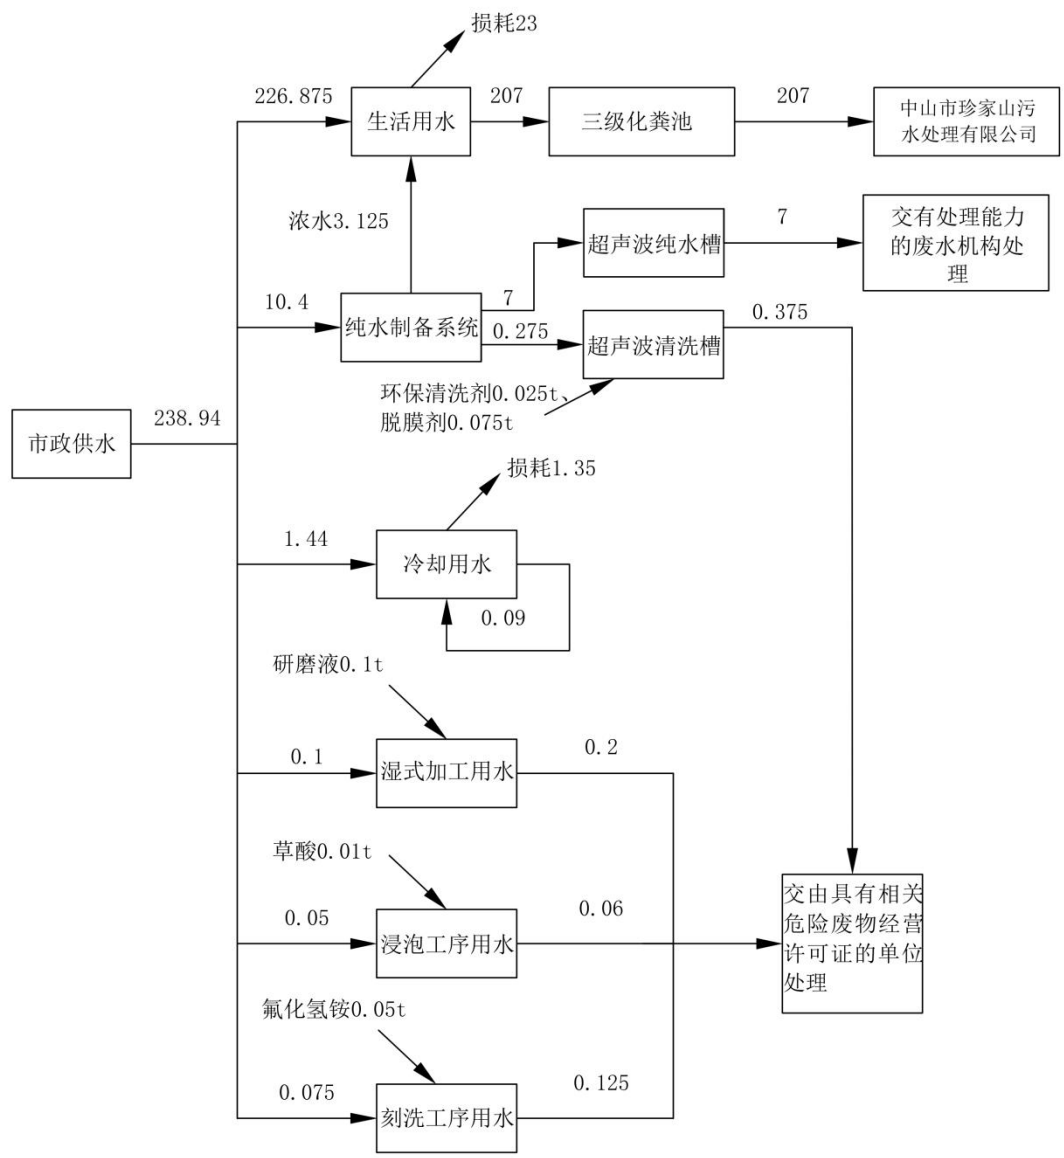 损耗23
226.875
生活用水
207
三级化粪池
207
中山市珍家山污
水处理有限公司
浓水3.125
超声波纯水槽
7
交有处理能力
的废水机构处
理
10.4
纯水制备系统
7
0.275
超声波清洗槽
0.375
环保清洗剂0.025t、
脱膜剂0.075t
市政供水
238.94
损耗1.35
1.44
冷却用水
0.09
研磨液0.1t
0.1
湿式加工用水
0.2
草酸0.01t
0.05
浸泡工序用水
0.06
交由具有相关
危险废物经营
许可证的单位
处理
氟化氢铵0.05t
0.075
刻洗工序用水
0.125